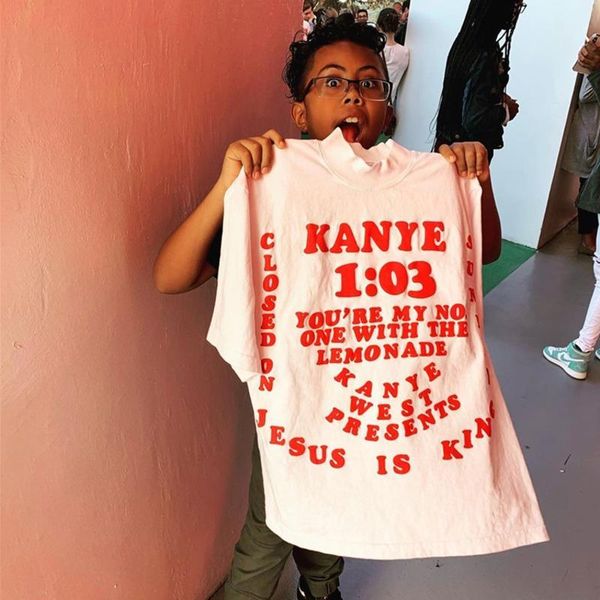 KANYE
1:03
YOU'RE MY NO.
ONE WITH THE
LEMONADE
KANYE
WEST
PRESENTS
JESUS IS KING
CLOSED ON